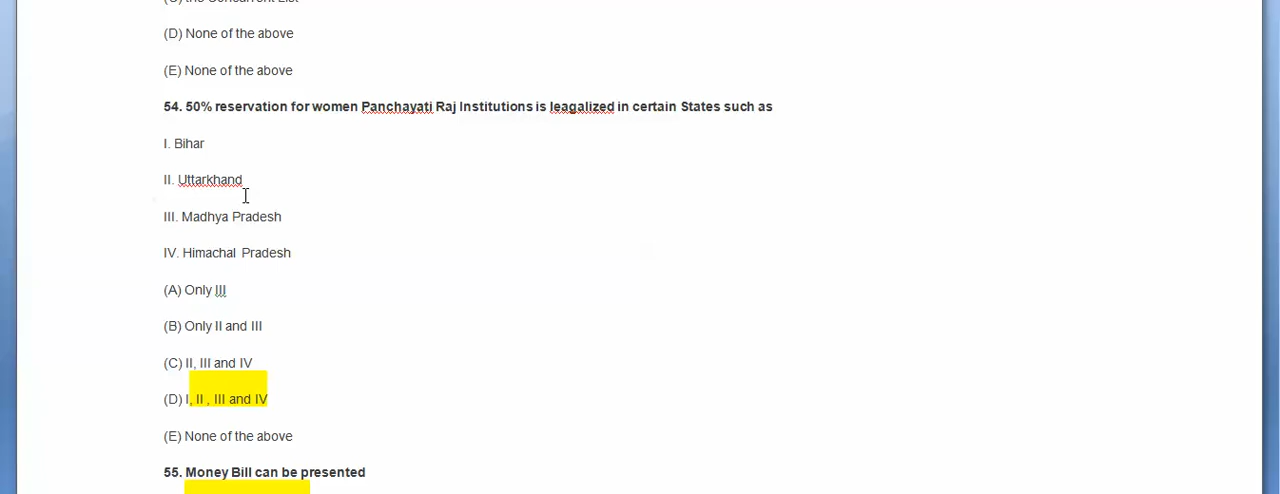 (D) None of the above
(E) None of the above
54. 50% reservation for women Panchayati Raj Institutions is leagalized in certain States such as
I. Bihar
II. Uttarkhand
III. Madhya Pradesh
IV. Himachal Pradesh
(A) Only III
(B) Only II and III
(C) II, III and IV
(D) I, II , III and IV
(E) None of the above
55. Money Bill can be presented